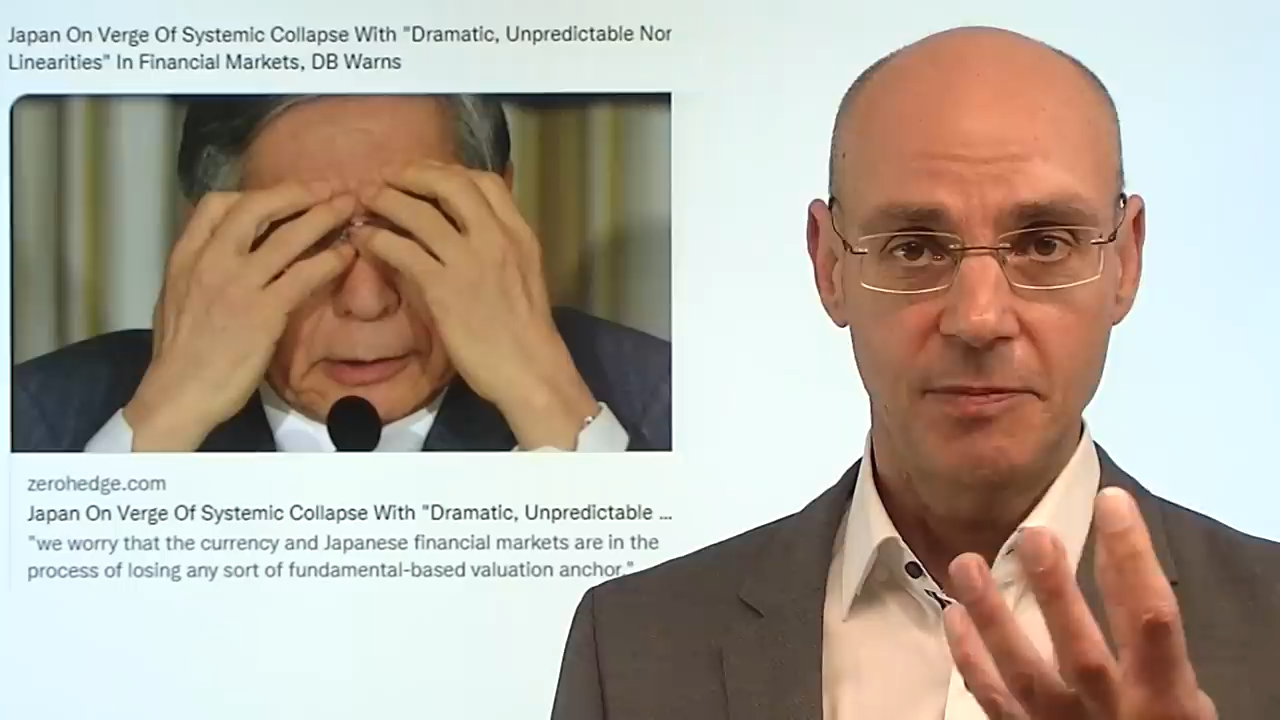 Japan On Verge Of Systemic Collapse With "Dramatic, Unpredictable Nor
Linearities" In Financial Markets, DB Warns
zerohedge.com
Japan On Verge Of Systemic Collapse With "Dramatic, Unpredictable ...
"we worry that the currency and Japanese financial markets are in the
process of losing any sort of fundamental-based valuation anchor."